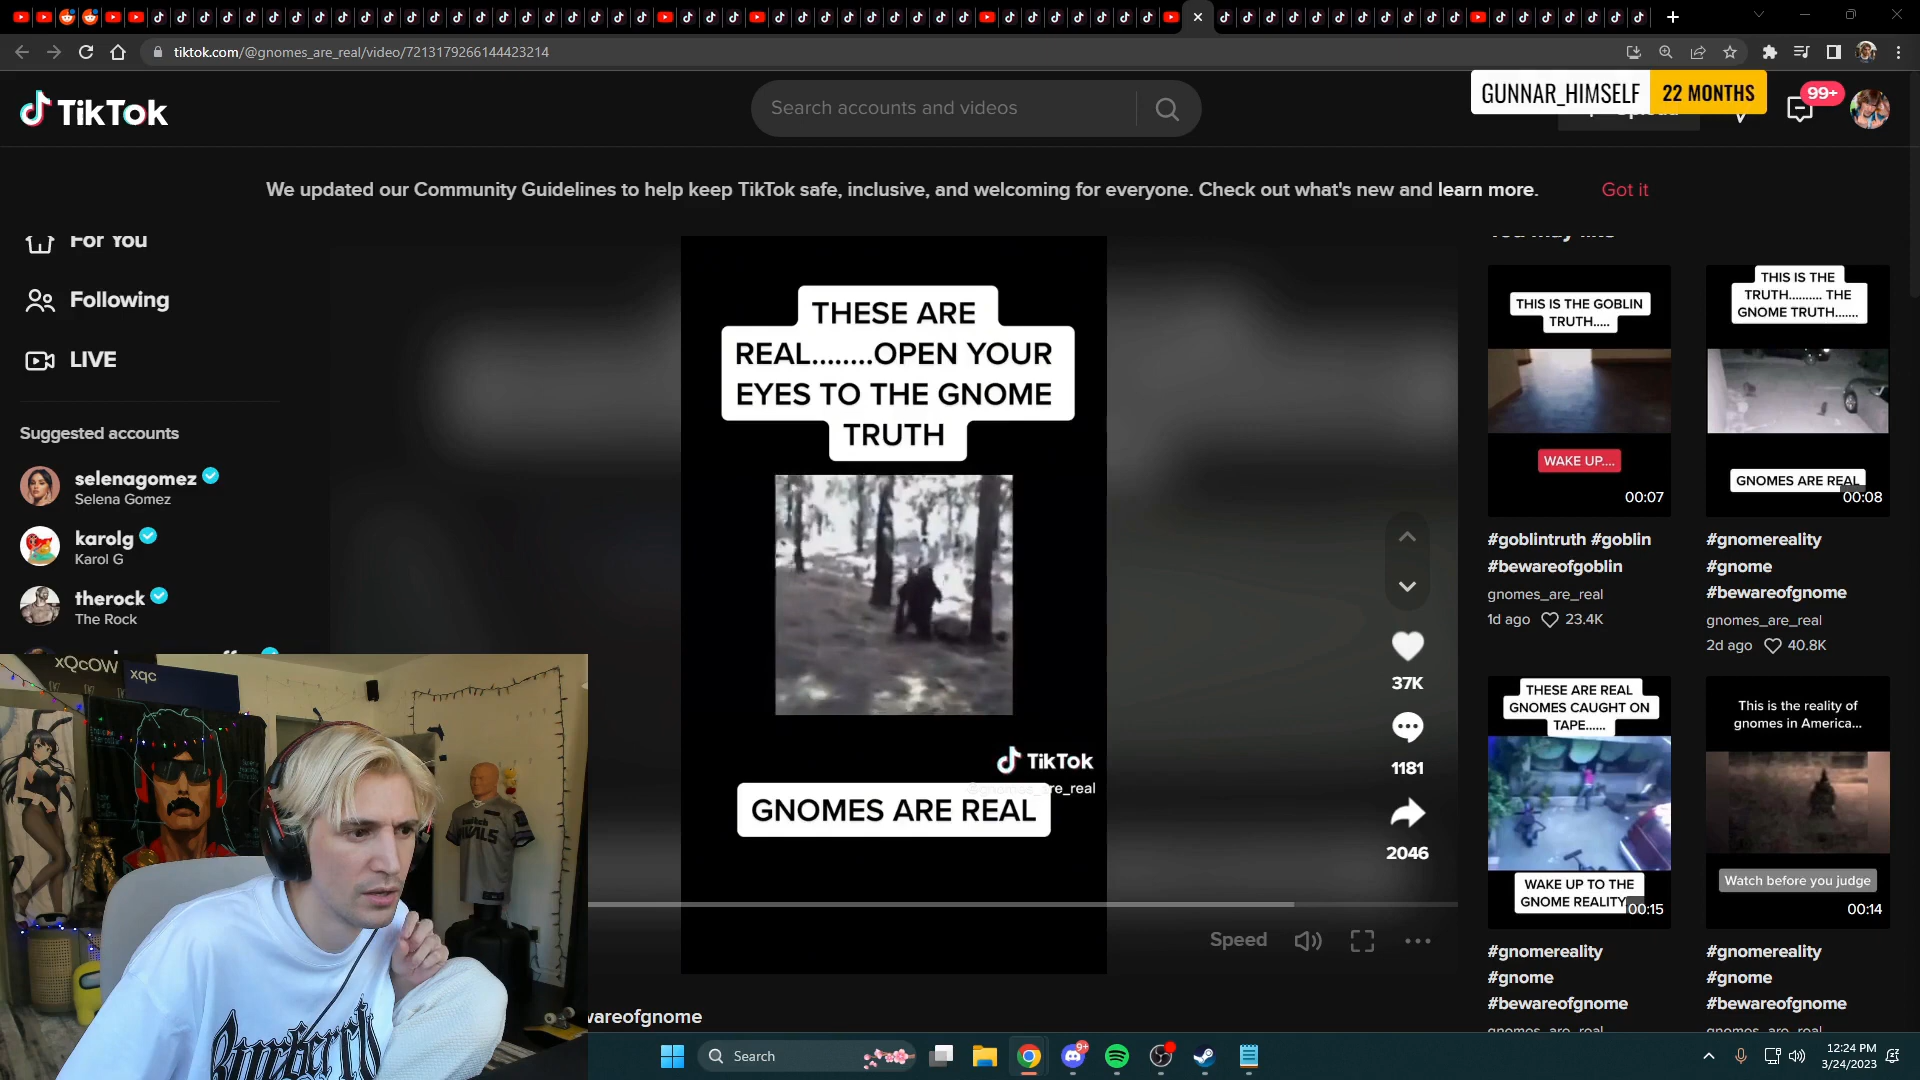 tiktok.com/@gnomes_are_real/video/7213179266144423214
TikTok
Search accounts and videos
GUNNAR_HIMSELF 22 MONTHS
99+
We updated our Community Guidelines to help keep TikTok safe, inclusive, and welcoming for everyone. Check out what's new and learn more.
Got it
For You
Following
LIVE
Suggested accounts
selenagomez
Selena Gomez
karolg
Karol G
therock
The Rock
xQcOW
xqc
THESE ARE
REAL........OPEN YOUR
EYES TO THE GNOME
TRUTH
TikTok
GNOMES ARE REAL
37K
1181
2046
Speed
wareofgnome
You may like
THIS IS THE GOBLIN
TRUTH.....
WAKE UP....
00:07
#goblintruth #goblin
#bewareofgoblin
gnomes_are_real
1d ago 23.4K
THIS IS THE
TRUTH.......... THE
GNOME TRUTH.......
GNOMES ARE REAL
00:08
#gnomereality
#gnome
#bewareofgnome
gnomes_are_real
2d ago 40.8K
THESE ARE REAL
GNOMES CAUGHT ON
TAPE......
WAKE UP TO THE
GNOME REALITY
00:15
#gnomereality
#gnome
#bewareofgnome
gnomes_are_real
This is the reality of
gnomes in America...
Watch before you judge
00:14
#gnomereality
#gnome
#bewareofgnome
gnomes_are_real
Search
9+
12:24 PM
3/24/2023